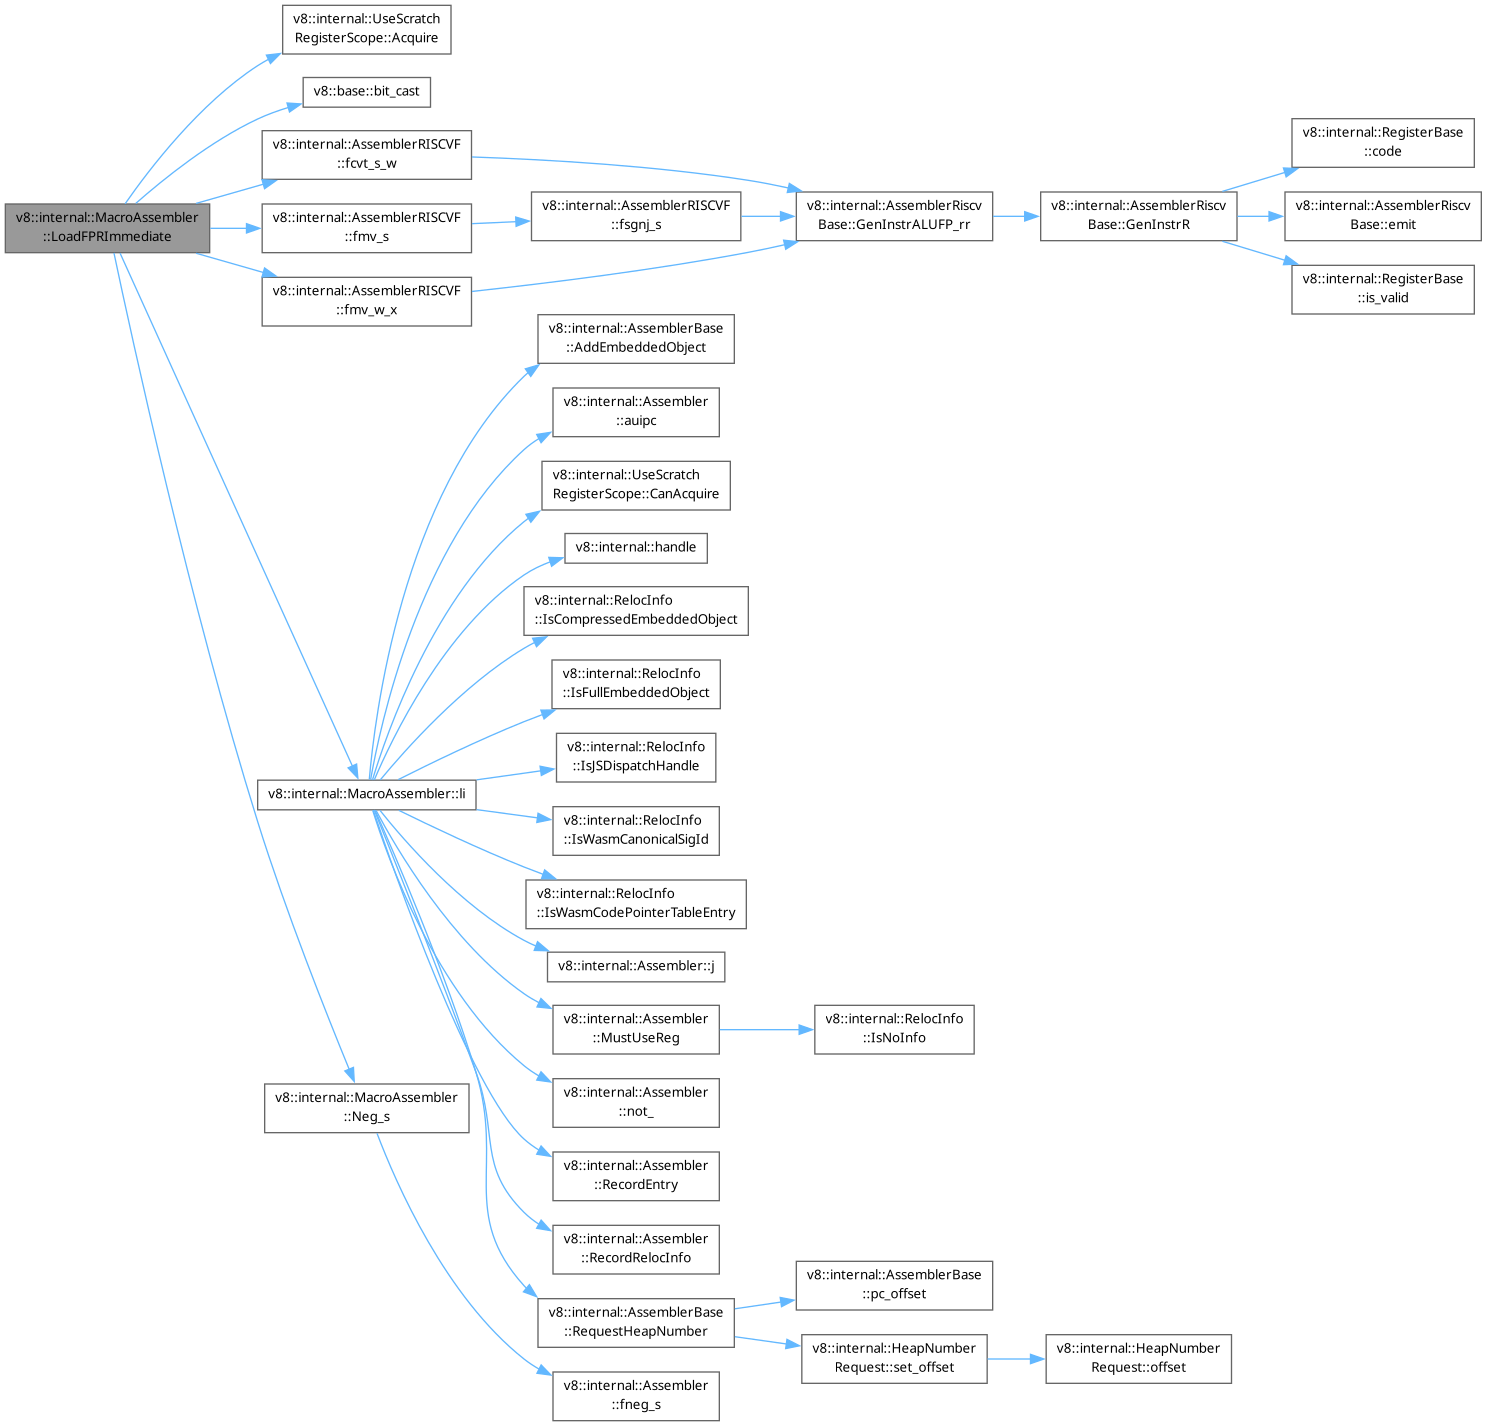 v8::internal::UseScratch
RegisterScope::Acquire
v8::base::bit_cast
v8::internal::AssemblerRISCVF
::fcvt_s_w
v8::internal::MacroAssembler
::LoadFPRImmediate
v8::internal::AssemblerRISCVF
::fmv_s
v8::internal::AssemblerRISCVF
::fmv_w_x
v8::internal::AssemblerRISCVF
::fsgnj_s
v8::internal::AssemblerRiscv
Base::GenInstrALUFP_rr
v8::internal::AssemblerRiscv
Base::GenInstrR
v8::internal::RegisterBase
::code
v8::internal::AssemblerRiscv
Base::emit
v8::internal::RegisterBase
::is_valid
v8::internal::AssemblerBase
::AddEmbeddedObject
v8::internal::Assembler
::auipc
v8::internal::UseScratch
RegisterScope::CanAcquire
v8::internal::handle
v8::internal::RelocInfo
::IsCompressedEmbeddedObject
v8::internal::RelocInfo
::IsFullEmbeddedObject
v8::internal::RelocInfo
::IsJSDispatchHandle
v8::internal::MacroAssembler::li
v8::internal::RelocInfo
::IsWasmCanonicalSigId
v8::internal::RelocInfo
::IsWasmCodePointerTableEntry
v8::internal::Assembler::j
v8::internal::Assembler
::MustUseReg
v8::internal::RelocInfo
::IsNoInfo
v8::internal::Assembler
::not_
v8::internal::MacroAssembler
::Neg_s
v8::internal::Assembler
::RecordEntry
v8::internal::Assembler
::RecordRelocInfo
v8::internal::AssemblerBase
::RequestHeapNumber
v8::internal::AssemblerBase
::pc_offset
v8::internal::HeapNumber
Request::set_offset
v8::internal::HeapNumber
Request::offset
v8::internal::Assembler
::fneg_s